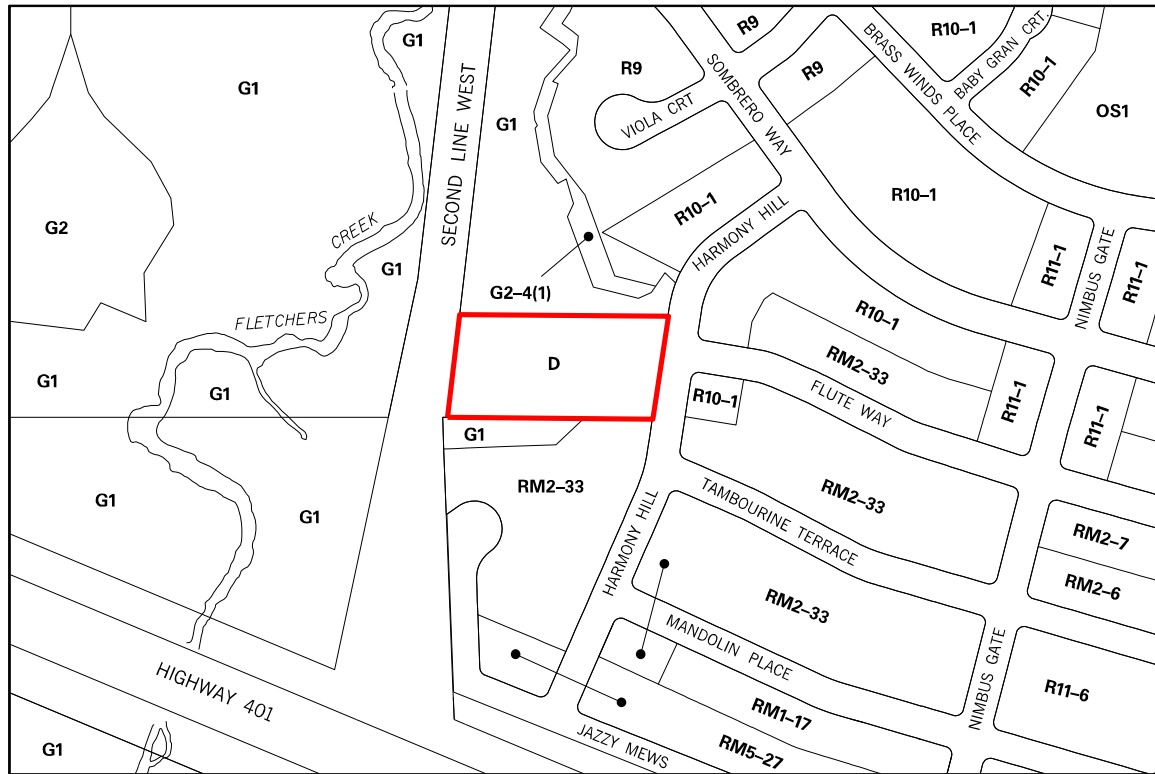 G1
G1
G2
G1
G1
G1
G1
G1
G1
CREEK
FLETCHERS
SECOND LINE WEST
HIGHWAY 401
G1
G2–4(1)
D
G1
RM2–33
R9
VIOLA CRT
R9
R9
R10–1
SOMBRERO WAY
BRASS WINDS PLACE
R10–1
BABY GRAN CRT.
R10–1
OS1
R10–1
HARMONY HILL
R11–1
NIMBUS GATE
R11–1
R10–1
RM2–33
R11–1
R11–1
FLUTE WAY
R10–1
RM2–33
TAMBOURINE TERRACE
HARMONY HILL
RM2–33
RM2–7
RM2–6
MANDOLIN PLACE
NIMBUS GATE
R11–6
RM1–17
RM5–27
JAZZY MEWS